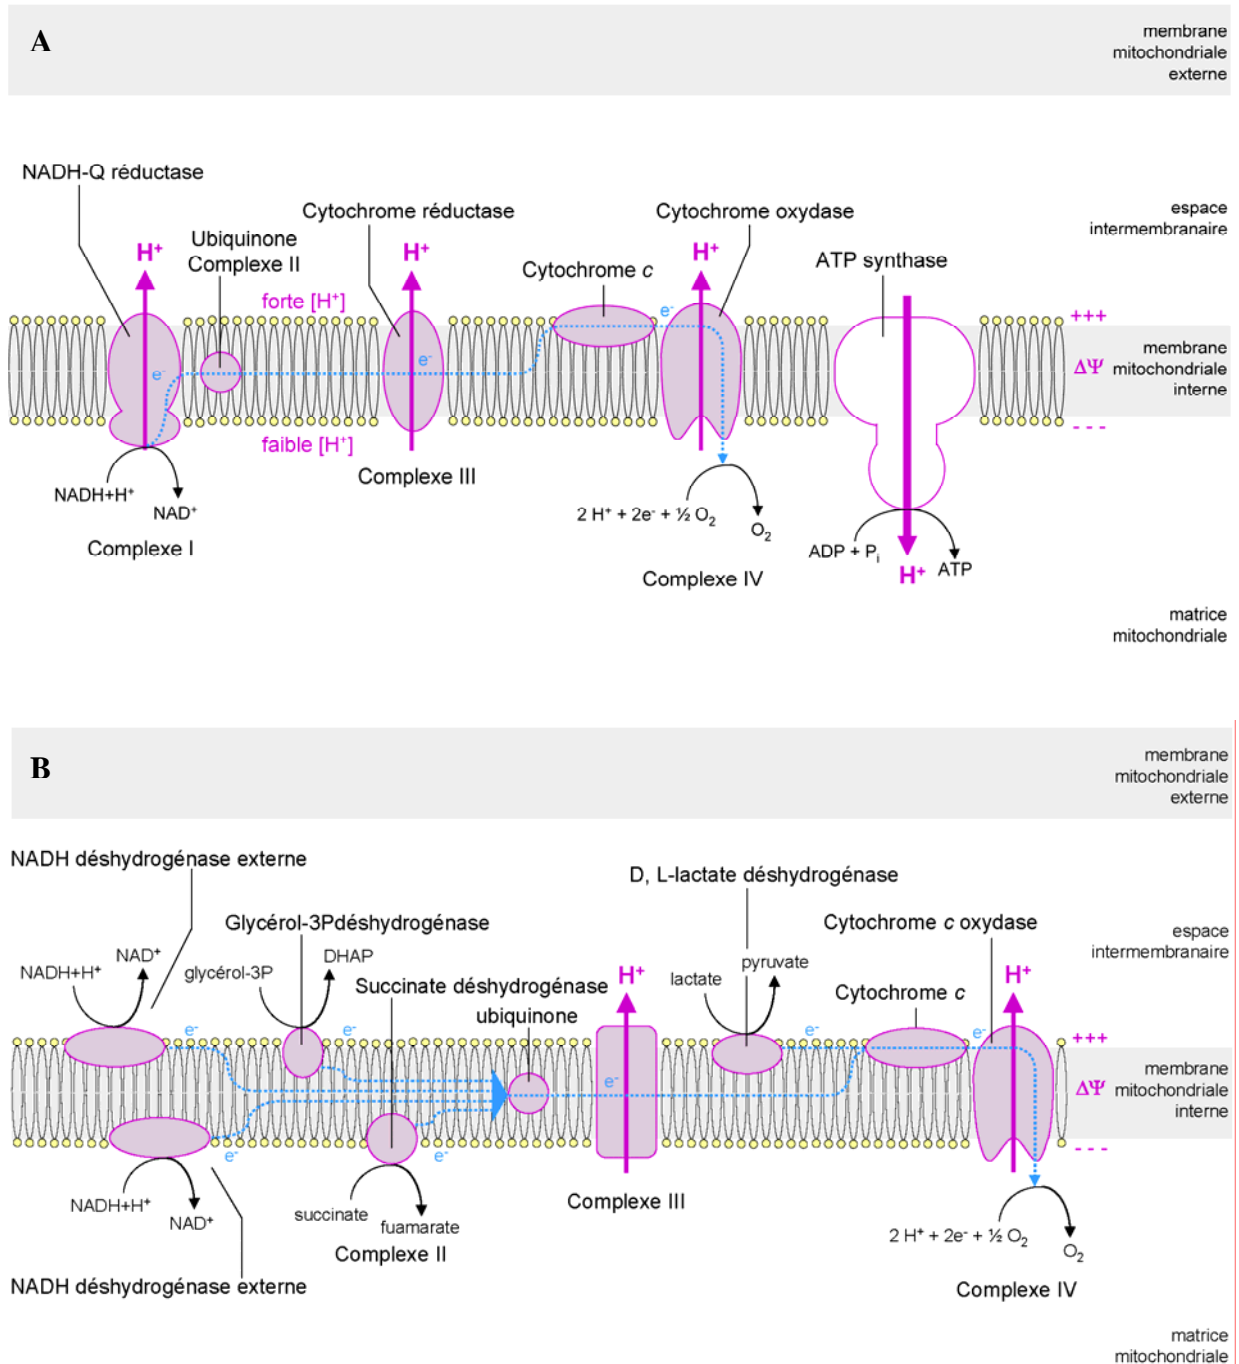 A
membrane
mitochondriale
externe
NADH-Q réductase
Cytochrome réductase
Cytochrome oxydase
espace
intermembranaire
Ubiquinone
Complexe II
H⁺
H⁺
Cytochrome c
H⁺
ATP synthase
forte [H⁺]
e⁻
+++
e⁻
e⁻
membrane
mitochondriale
interne
ΔΨ
faible [H⁺]
- - -
Complexe III
NADH+H⁺
NAD⁺
2 H⁺ + 2e⁻ + ½ O₂
O₂
Complexe I
ADP + Pᵢ
H⁺
ATP
Complexe IV
matrice
mitochondriale
B
membrane
mitochondriale
externe
NADH déshydrogénase externe
D, L-lactate déshydrogénase
Glycérol-3Pdéshydrogénase
Cytochrome c oxydase
espace
intermembranaire
NADH+H⁺
NAD⁺
glycérol-3P
DHAP
Succinate déshydrogénase
ubiquinone
H⁺
lactate
pyruvate
Cytochrome c
H⁺
e⁻
e⁻
e⁻
e⁻
+++
e⁻
membrane
mitochondriale
interne
ΔΨ
e⁻
e⁻
- - -
NADH+H⁺
NAD⁺
succinate
fuamarate
Complexe II
Complexe III
2 H⁺ + 2e⁻ + ½ O₂
O₂
NADH déshydrogénase externe
Complexe IV
matrice
mitochondriale